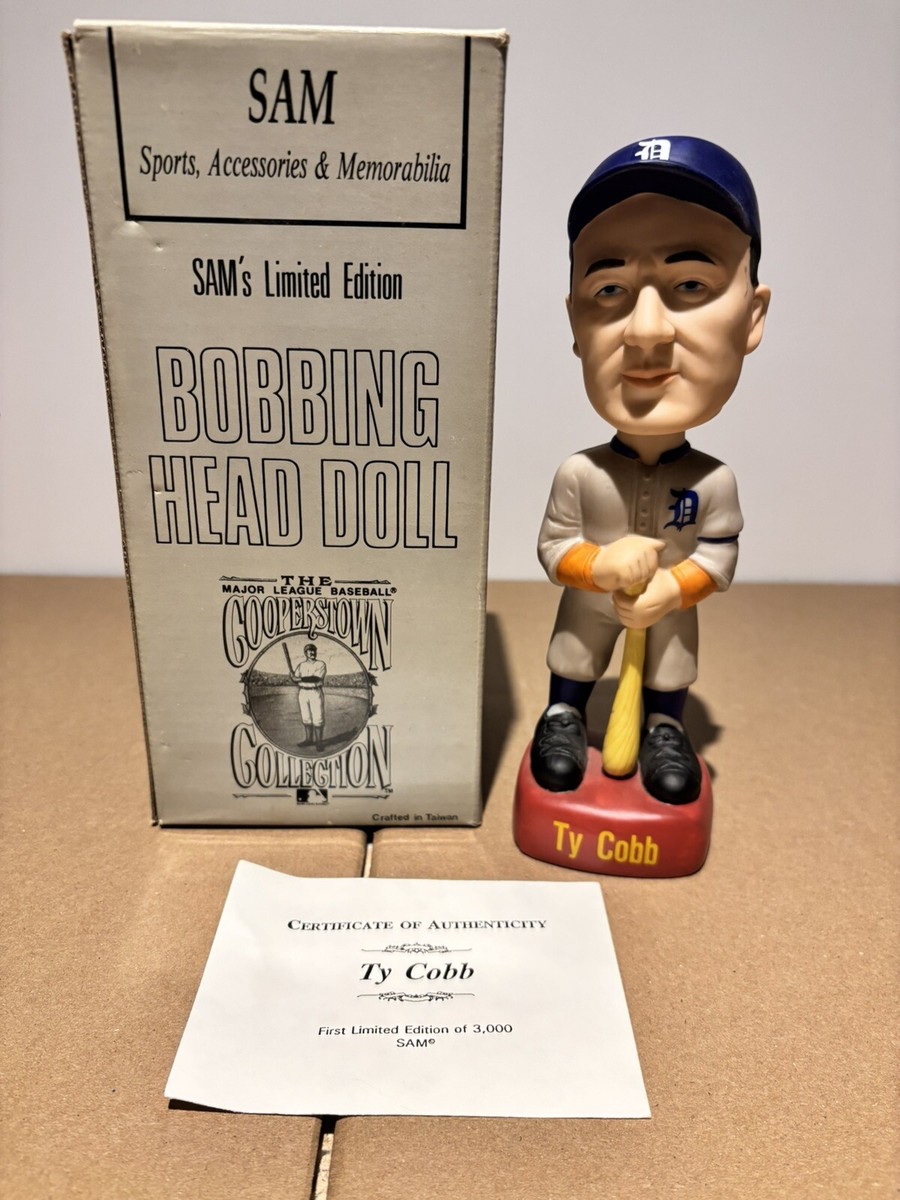 SAM
Sports, Accessories & Memorabilia
SAM's Limited Edition
BOBBING
HEAD DOLL
THE
MAJOR LEAGUE BASEBALL®
COOPERSTOWN
COLLECTION™
Crafted in Taiwan
D
D
Ty Cobb
CERTIFICATE OF AUTHENTICITY
Ty Cobb
First Limited Edition of 3,000
SAM©